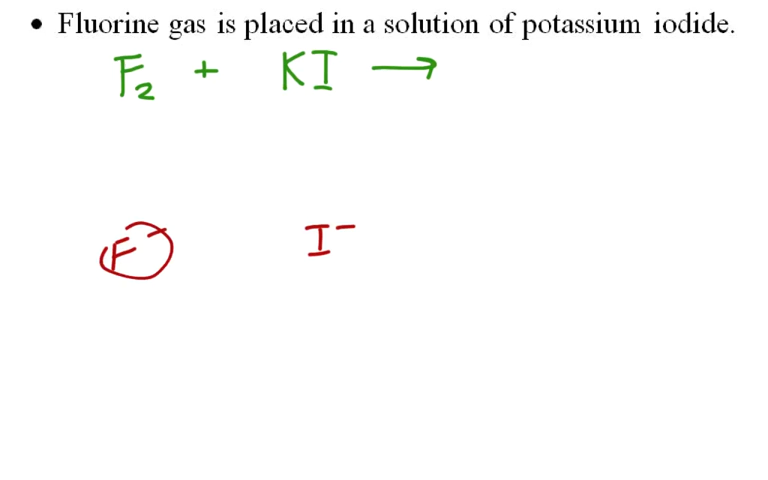 • Fluorine gas is placed in a solution of potassium iodide.
F₂ + KI →
F⁻ I⁻